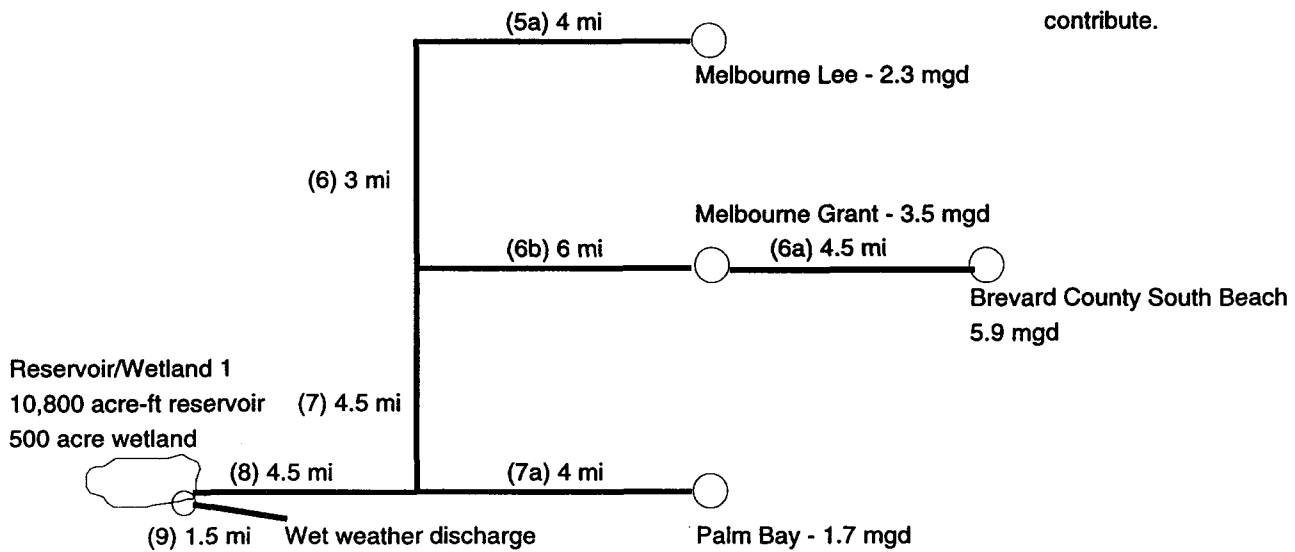 (5a) 4 mi
contribute.
Melbourne Lee - 2.3 mgd
(6) 3 mi
Melbourne Grant - 3.5 mgd
(6b) 6 mi
(6a) 4.5 mi
Brevard County South Beach
5.9 mgd
Reservoir/Wetland 1
10,800 acre-ft reservoir
500 acre wetland
(7) 4.5 mi
(8) 4.5 mi
(7a) 4 mi
(9) 1.5 mi
Wet weather discharge
Palm Bay - 1.7 mgd